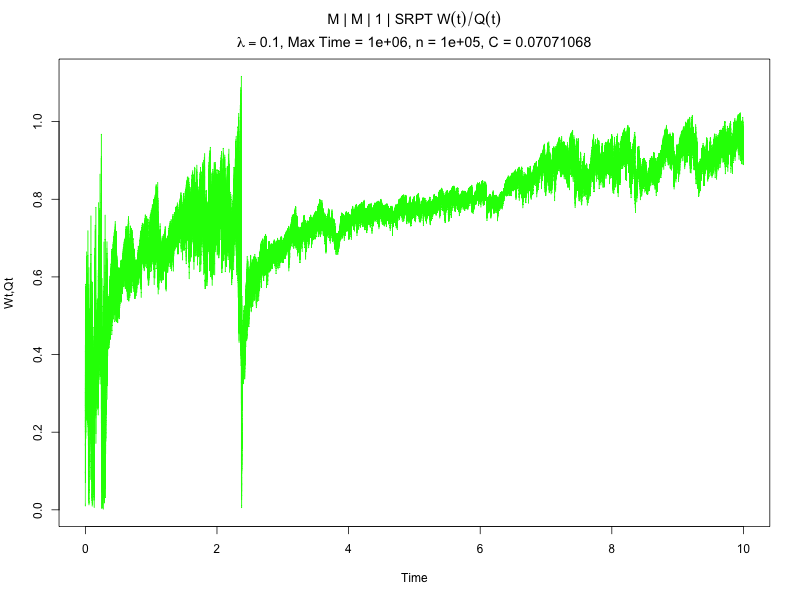 M | M | 1 | SRPT W(t)/Q(t)
λ = 0.1, Max Time = 1e+06, n = 1e+05, C = 0.07071068
Wt,Qt
1.0
0.8
0.6
0.4
0.2
0.0
0 2 4 6 8 10
Time